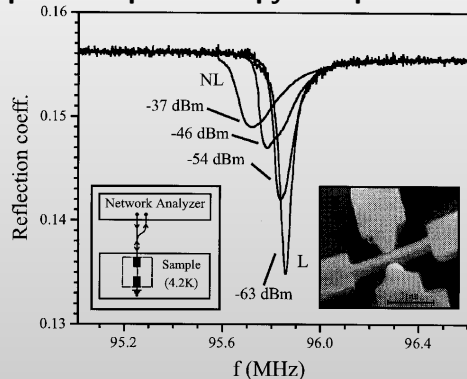 0.16
0.15
0.14
0.13
Reflection coeff.
NL
-37 dBm
-46 dBm
-54 dBm
-63 dBm
L
Network Analyzer
Sample
(4.2K)
95.2
95.6
96.0
96.4
f (MHz)